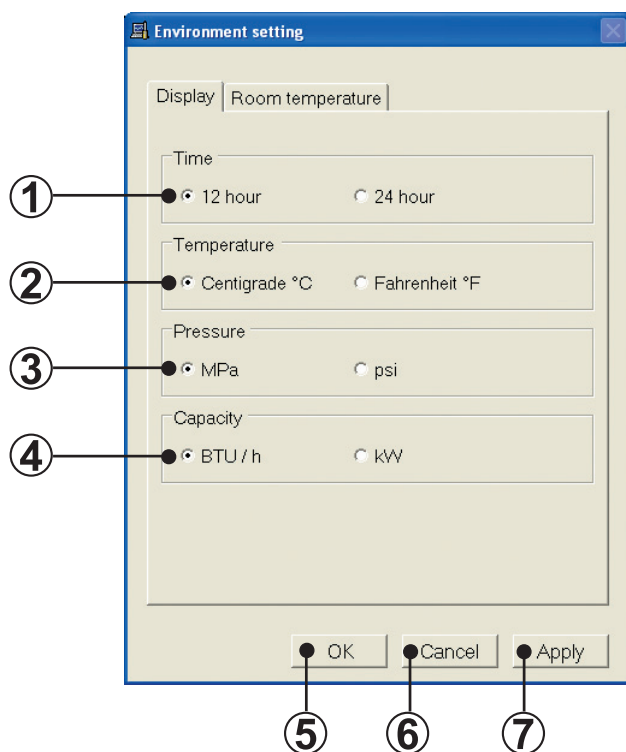 Environment setting
Display Room temperature
Time
① 12 hour 24 hour
Temperature
② Centigrade °C Fahrenheit °F
Pressure
③ MPa psi
Capacity
④ BTU / h kW
OK Cancel Apply
⑤ ⑥ ⑦